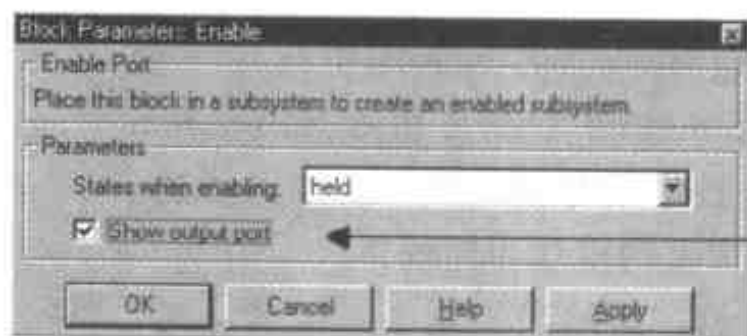 Block Parameters: Enable
Enable Port
Place this block in a subsystem to create an enabled subsystem.
Parameters
States when enabling: held
Show output port
OK Cancel Help Apply